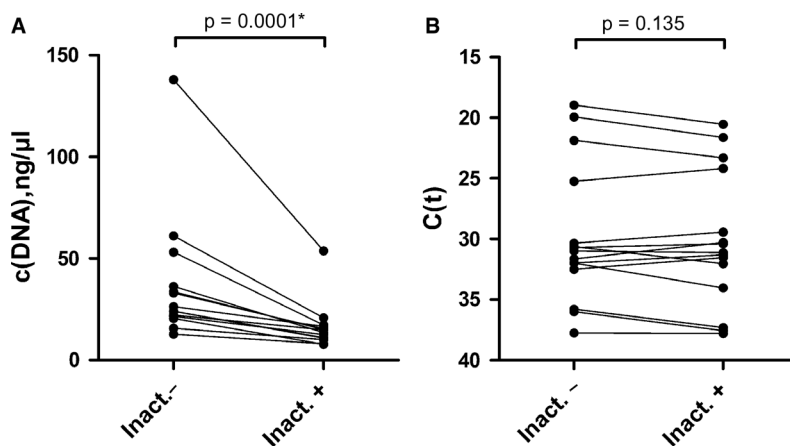 A
p = 0.0001*
150
100
50
0
c(DNA),ng/µl
Inact.–
Inact. +
B
p = 0.135
15
20
25
30
35
40
C(t)
Inact. –
Inact. +